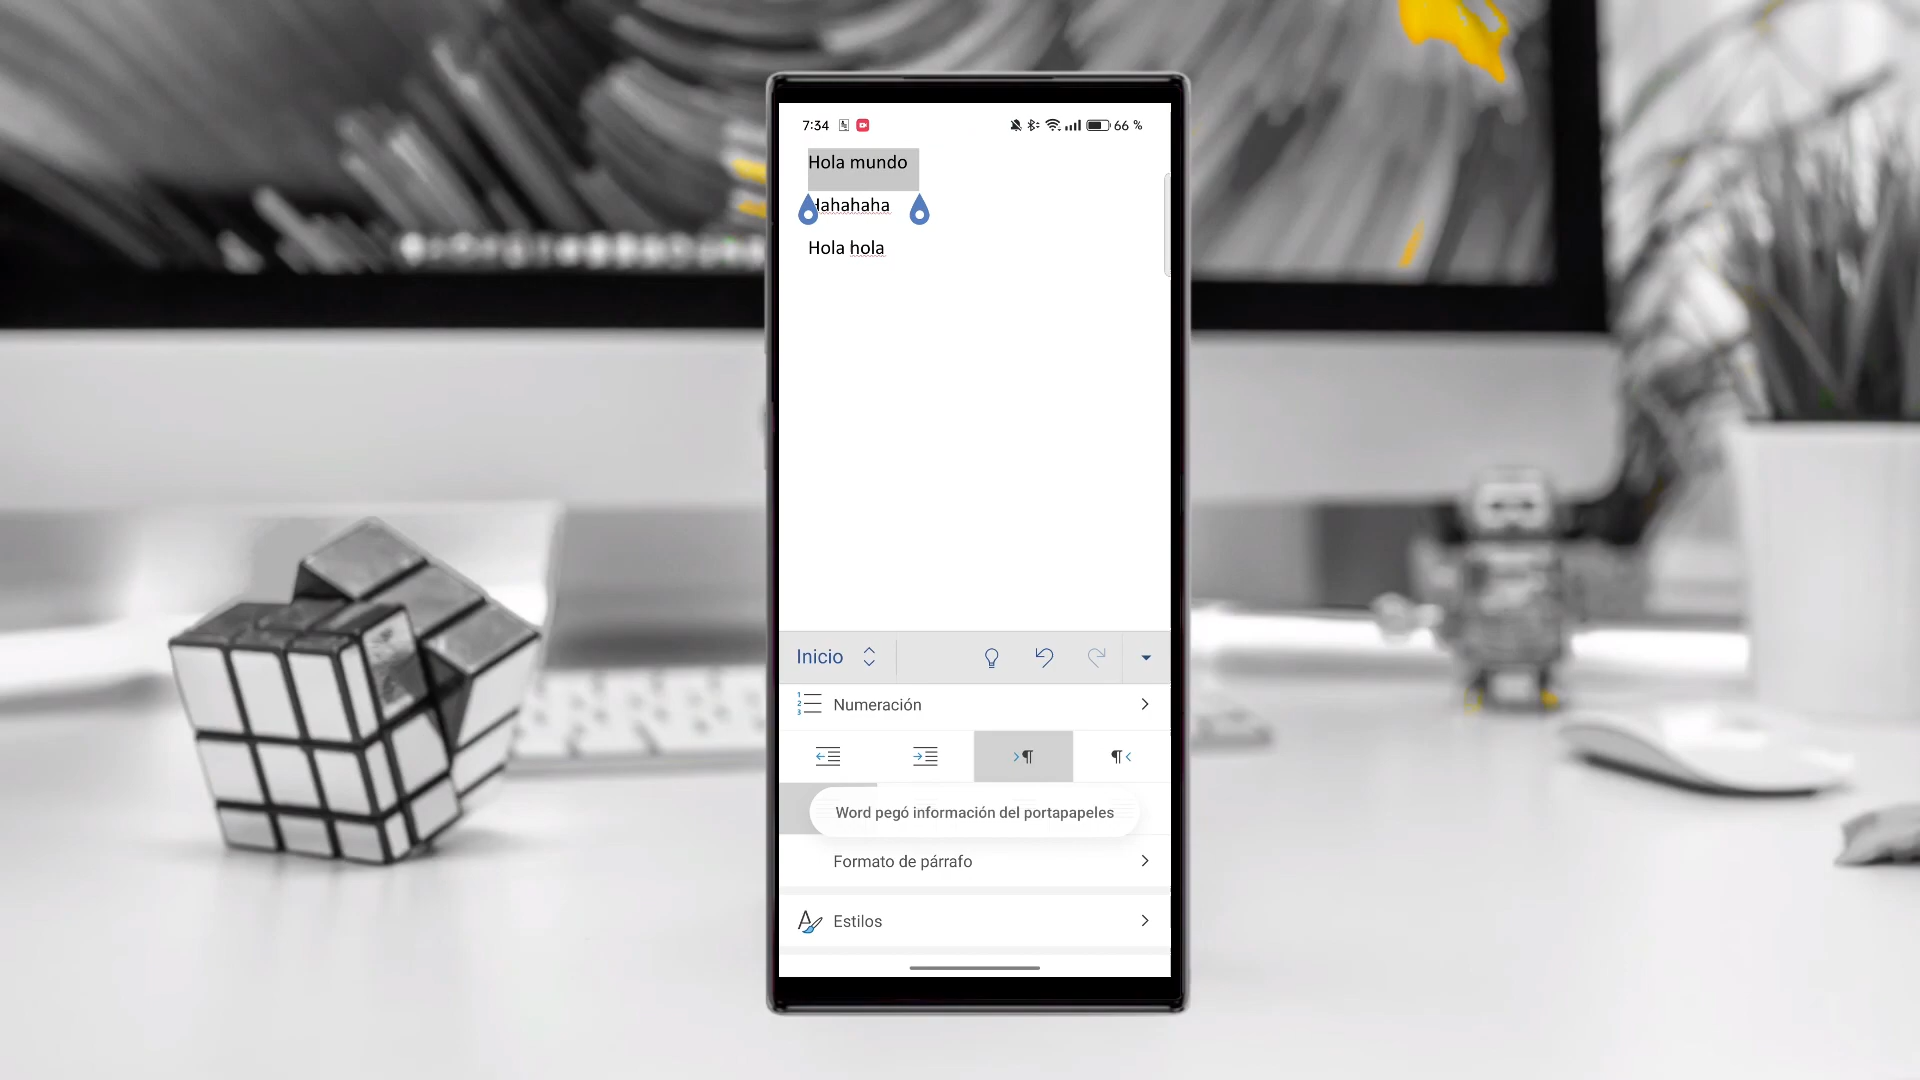 7:34 66 %
Hola mundo
Hahahaha
Hola hola
Inicio
Numeración
Word pegó información del portapapeles
Formato de párrafo
Estilos